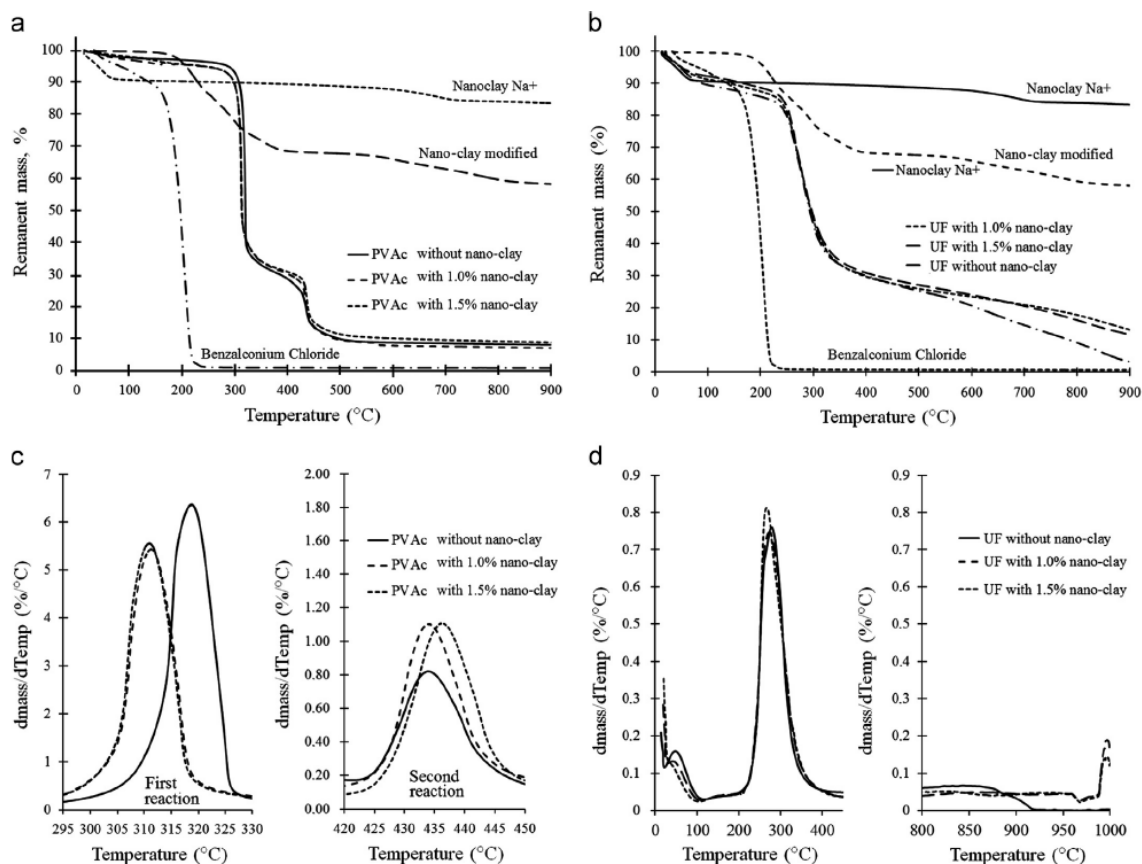 a
Remanent mass, %
100
90
80
70
60
50
40
30
20
10
0
Nanoclay Na+
Nano-clay modified
PVAc without nano-clay
PVAc with 1.0% nano-clay
PVAc with 1.5% nano-clay
Benzalconium Chloride
0 100 200 300 400 500 600 700 800 900
Temperature (°C)
b
Remanent mass (%)
100
90
80
70
60
50
40
30
20
10
0
Nanoclay Na+
Nano-clay modified
Nanoclay Na+
UF with 1.0% nano-clay
UF with 1.5% nano-clay
UF without nano-clay
Benzalconium Chloride
0 100 200 300 400 500 600 700 800 900
Temperature (°C)
c
dmass/dTemp (%/°C)
7
6
5
4
3
2
1
0
First
reaction
295 300 305 310 315 320 325 330
Temperature (°C)
dmass/dTemp (%/°C)
2.00
1.80
1.60
1.40
1.20
1.00
0.80
0.60
0.40
0.20
0.00
PVAc without nano-clay
PVAc with 1.0% nano-clay
PVAc with 1.5% nano-clay
Second
reaction
420 425 430 435 440 445 450
Temperature (°C)
d
dmass/dTemp (%/°C)
0.9
0.8
0.7
0.6
0.5
0.4
0.3
0.2
0.1
0
0 100 200 300 400
Temperature (°C)
dmass/dTemp (%/°C)
0.9
0.8
0.7
0.6
0.5
0.4
0.3
0.2
0.1
0
UF without nano-clay
UF with 1.0% nano-clay
UF with 1.5% nano-clay
800 850 900 950 1000
Temperature (°C)